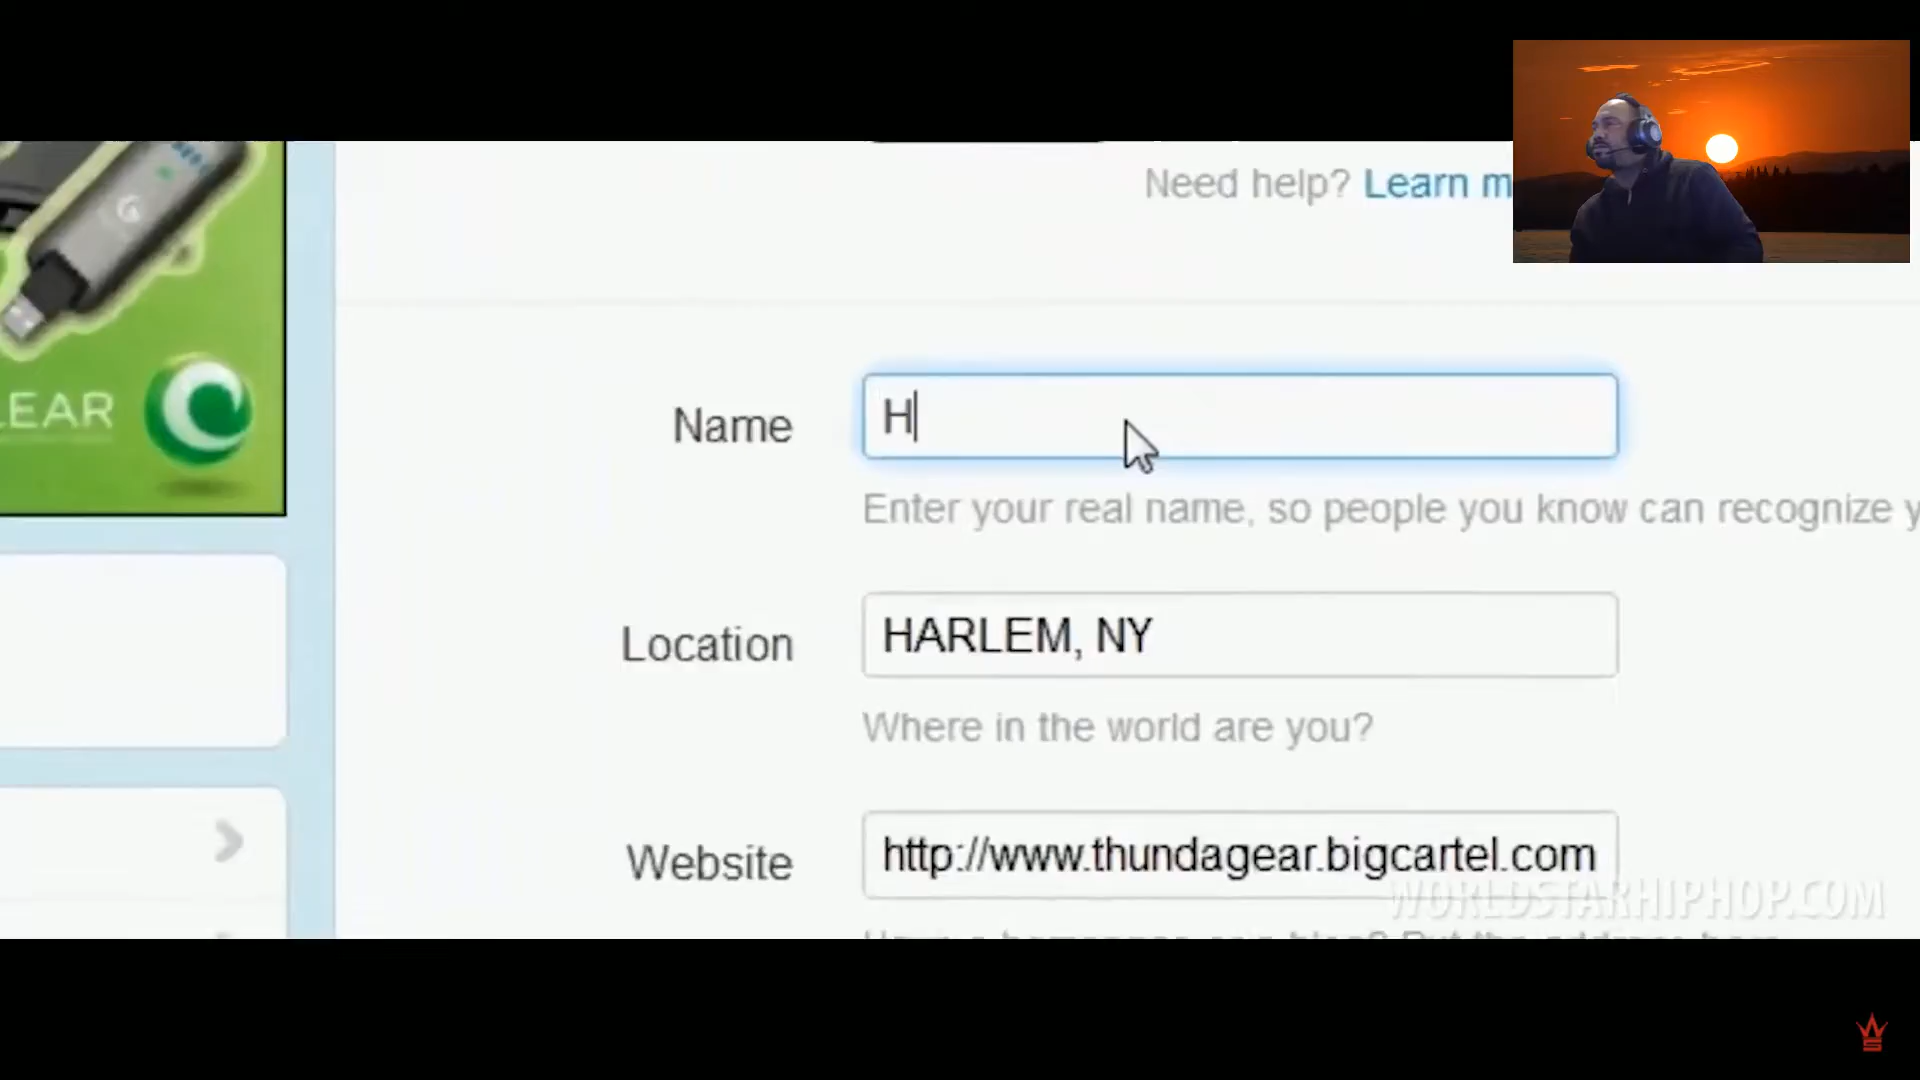 Need help? Learn m
LEAR
Name
H
Enter your real name, so people you know can recognize y
Location
HARLEM, NY
Where in the world are you?
Website
http://www.thundagear.bigcartel.com
WORLDSTARHIPHOP.COM